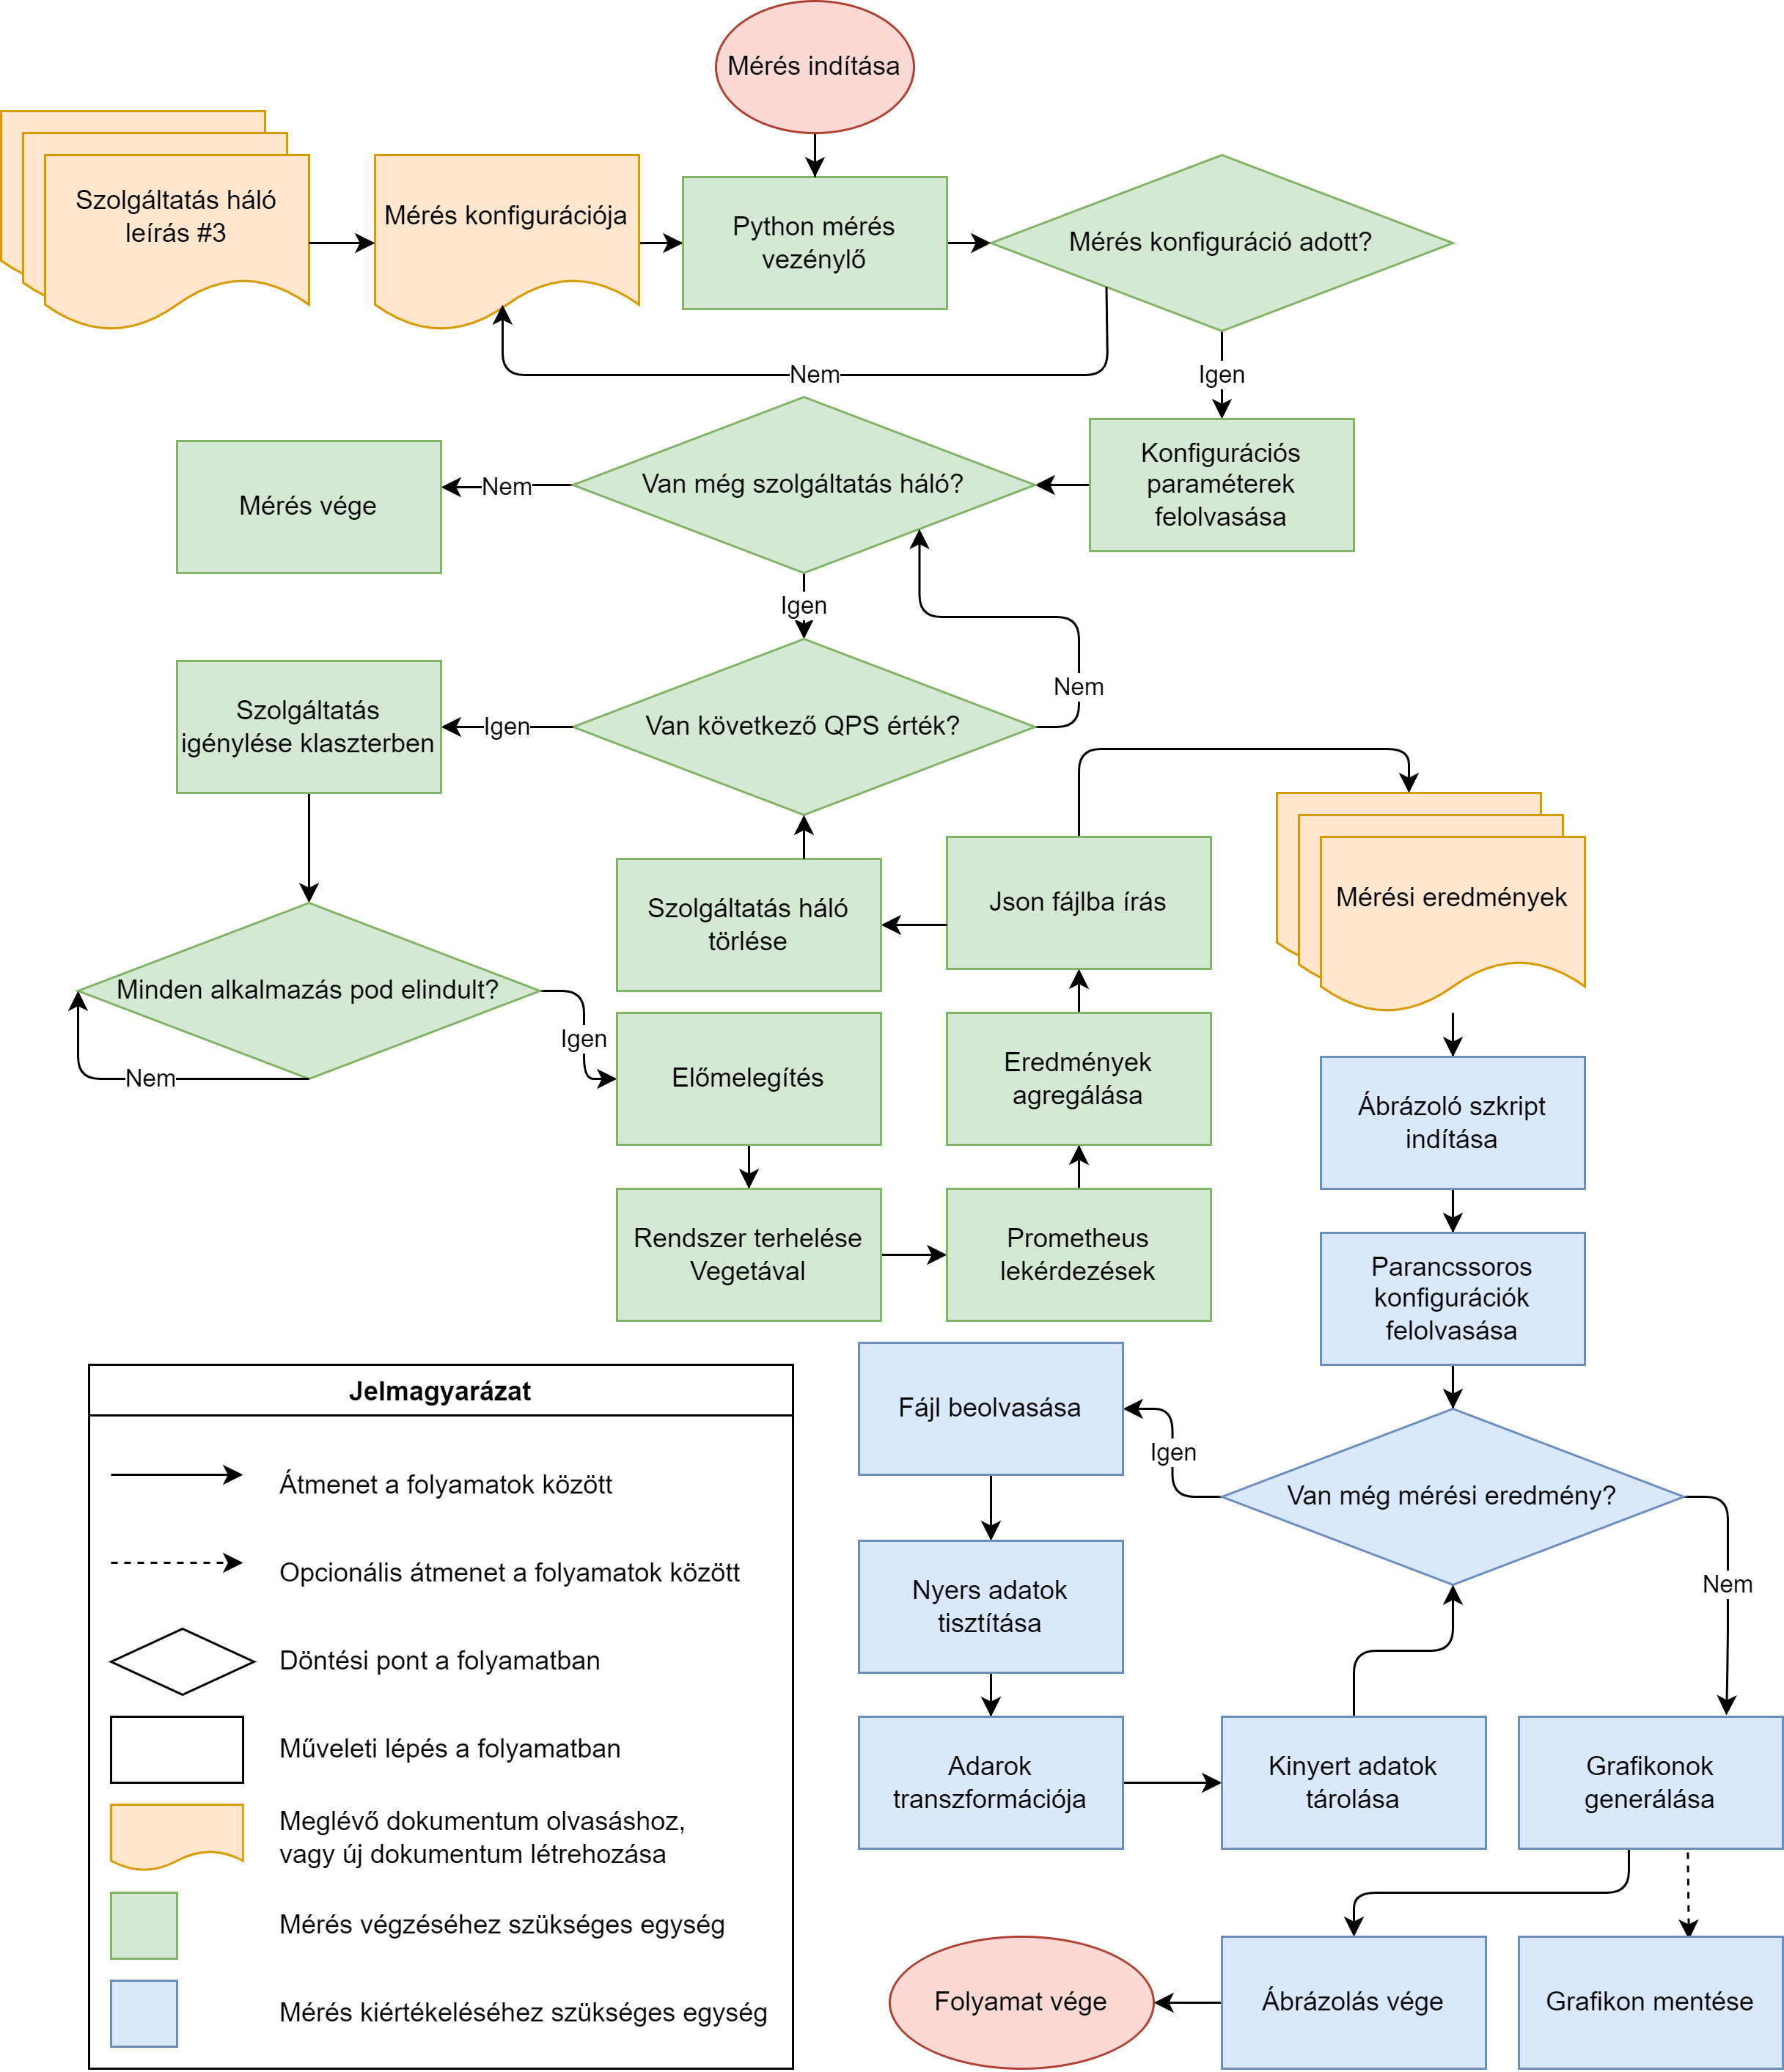 Mérés indítása
Szolgáltatás háló
leírás #3
Mérés konfigurációja
Python mérés
vezénylő
Mérés konfiguráció adott?
Nem
Igen
Mérés vége
Nem
Van még szolgáltatás háló?
Konfigurációs
paraméterek
felolvasása
Igen
Nem
Szolgáltatás
igénylése klaszterben
Igen
Van következő QPS érték?
Szolgáltatás háló
törlése
Json fájlba írás
Mérési eredmények
Minden alkalmazás pod elindult?
Igen
Nem
Előmelegítés
Eredmények
agregálása
Ábrázoló szkript
indítása
Rendszer terhelése
Vegetával
Prometheus
lekérdezések
Parancssoros
konfigurációk
felolvasása
Fájl beolvasása
Igen
Van még mérési eredmény?
Nem
Nyers adatok
tisztítása
Adarok
transzformációja
Kinyert adatok
tárolása
Grafikonok
generálása
Folyamat vége
Ábrázolás vége
Grafikon mentése
Jelmagyarázat
Átmenet a folyamatok között
Opcionális átmenet a folyamatok között
Döntési pont a folyamatban
Műveleti lépés a folyamatban
Meglévő dokumentum olvasáshoz,
vagy új dokumentum létrehozása
Mérés végzéséhez szükséges egység
Mérés kiértékeléséhez szükséges egység